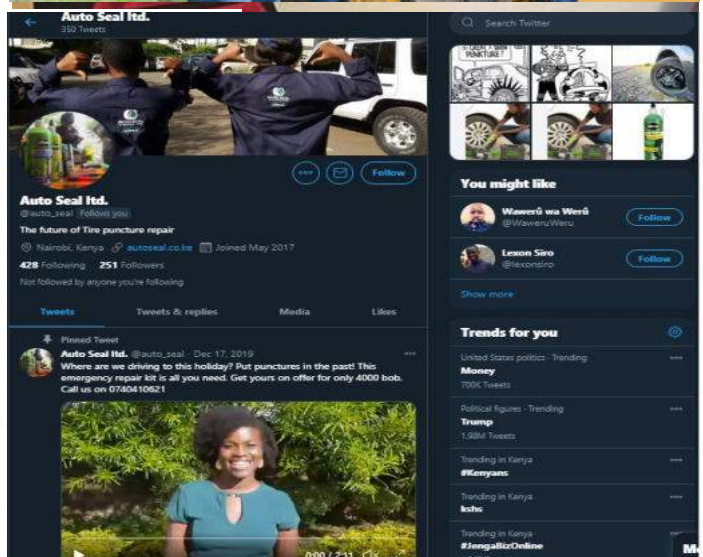 Auto Seal ltd.
350 Tweets
Follow
Auto Seal ltd.
@auto_seal Follows you
The future of Tire puncture repair
Nairobi, Kenya autoseal.co.ke Joined May 2017
428 Following 251 Followers
Not followed by anyone you're following
Tweets Tweets & replies Media Likes
Pinned Tweet
Auto Seal ltd. @auto_seal · Dec 17, 2019
Where are we driving to this holiday? Put punctures in the past! This
emergency repair kit is all you need. Get yours on offer for only 4000 bob.
Call us on 0740410621
0:00 / 2:11
Search Twitter
PUNKTURE!
You might like
Wawerû wa Werû
@WaweruWeru
Follow
Lexon Siro
@lexonsiro
Follow
Show more
Trends for you
United States politics · Trending
Money
700K Tweets
Political figures · Trending
Trump
1.98M Tweets
Trending in Kenya
#Kenyans
Trending in Kenya
kshs
Trending in Kenya
#JengaBizOnline